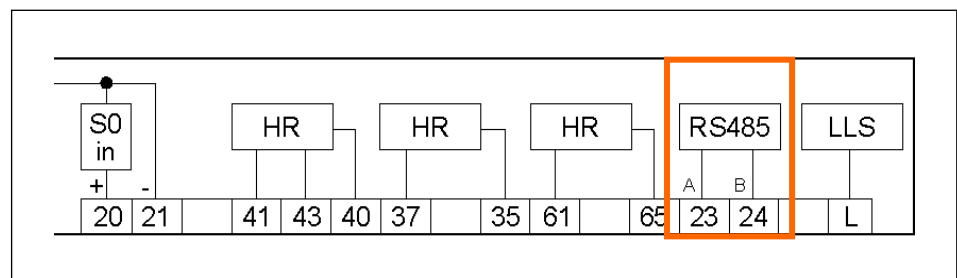 S0 HR HR HR RS485 LLS
in
+ - A B
20 21 41 43 40 37 35 61 65 23 24 L